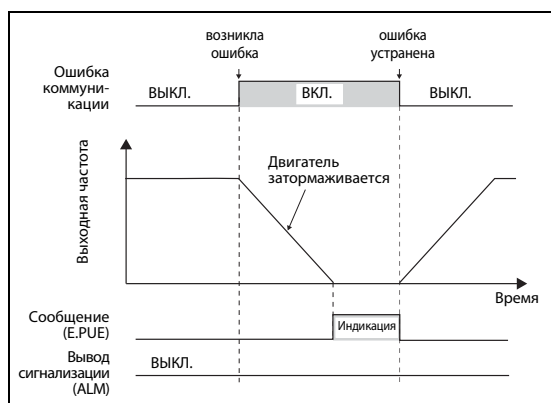 возникла
ошибка
ошибка
устранена
Ошибка
коммуни-
кации
ВЫКЛ.
ВКЛ.
ВЫКЛ.
Выходная частота
Двигатель
затормаживается
Время
Сообщение
(E.PUE)
Индикация
Вывод
сигнализации
(ALM)
ВЫКЛ.